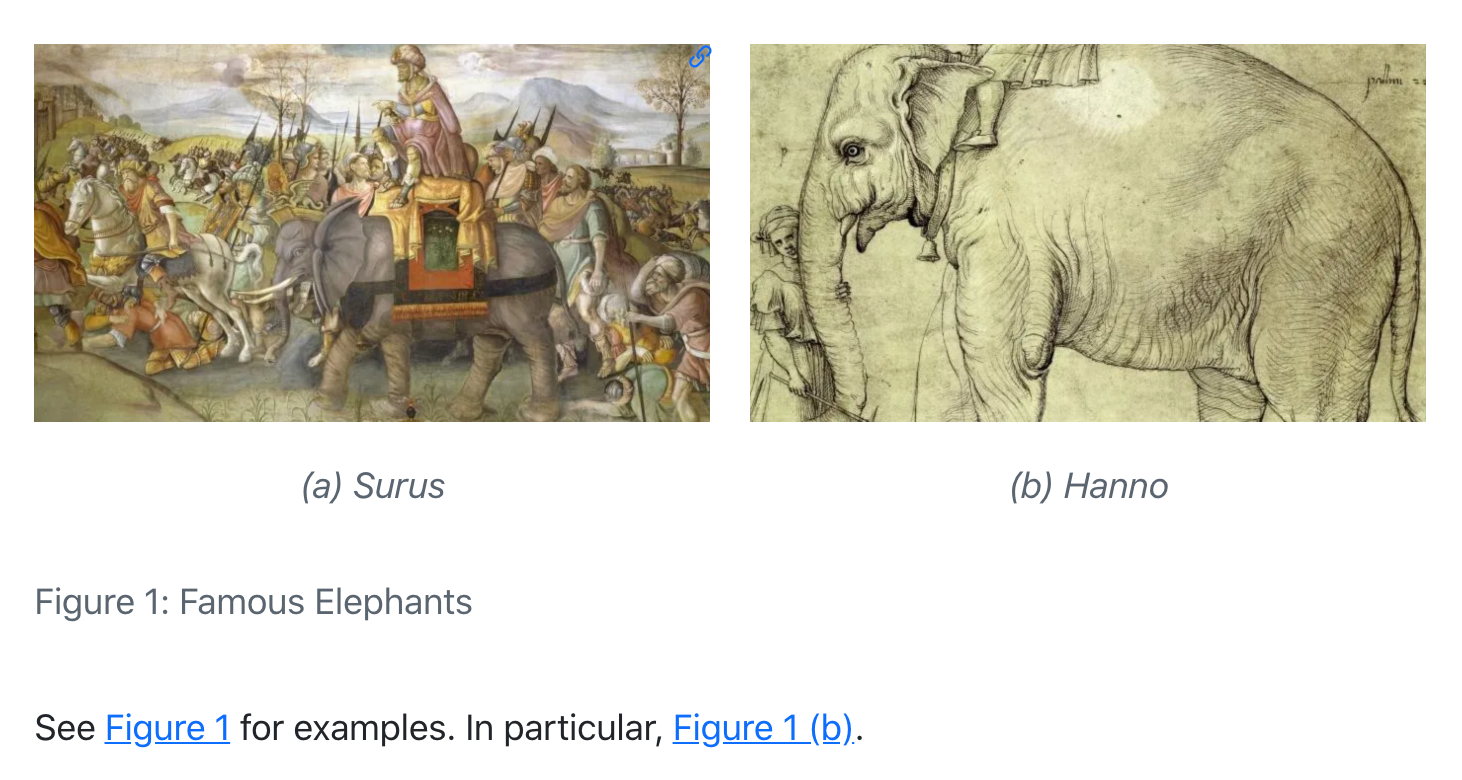 (a) Surus
(b) Hanno
Figure 1: Famous Elephants
See Figure 1 for examples. In particular, Figure 1 (b).